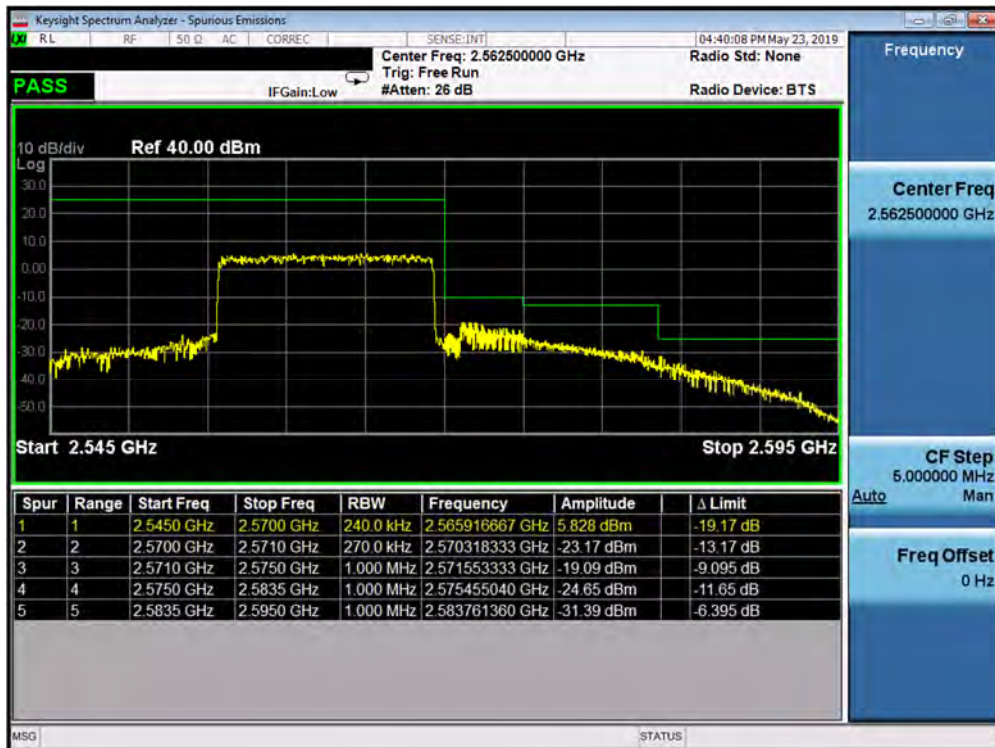 Keysight Spectrum Analyzer - Spurious Emissions
LXI RL RF 50 Ω AC CORREC SENSE:INT 04:40:08 PM May 23, 2019
Center Freq: 2.562500000 GHz Radio Std: None
Trig: Free Run
PASS IFGain:Low #Atten: 26 dB Radio Device: BTS
10 dB/div Ref 40.00 dBm
Log
30.0
20.0
10.0
0.00
-10.0
-20.0
-30.0
-40.0
-50.0
Start 2.545 GHz Stop 2.595 GHz
Spur Range Start Freq Stop Freq RBW Frequency Amplitude Δ Limit
1 1 2.5450 GHz 2.5700 GHz 240.0 kHz 2.565916667 GHz 5.828 dBm -19.17 dB
2 2 2.5700 GHz 2.5710 GHz 270.0 kHz 2.570318333 GHz -23.17 dBm -13.17 dB
3 3 2.5710 GHz 2.5750 GHz 1.000 MHz 2.571553333 GHz -19.09 dBm -9.095 dB
4 4 2.5750 GHz 2.5835 GHz 1.000 MHz 2.575455040 GHz -24.65 dBm -11.65 dB
5 5 2.5835 GHz 2.5950 GHz 1.000 MHz 2.583761360 GHz -31.39 dBm -6.395 dB
MSG STATUS
Frequency
Center Freq
2.562500000 GHz
CF Step
5.000000 MHz
Auto Man
Freq Offset
0 Hz